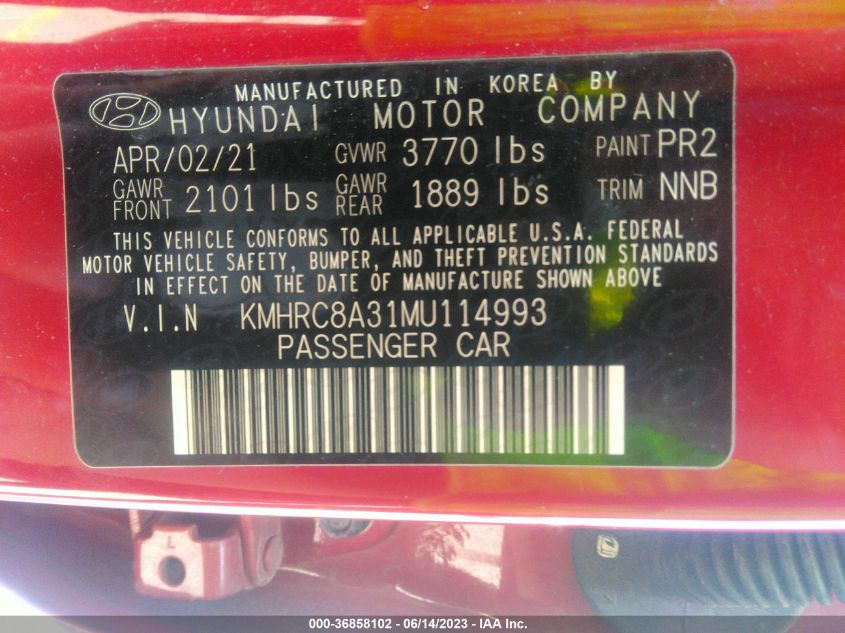 MANUFACTURED IN KOREA BY
HYUNDAI MOTOR COMPANY
APR/02/21 GVWR 3770 lbs PAINT PR2
GAWR FRONT 2101 lbs GAWR REAR 1889 lbs TRIM NNB
THIS VEHICLE CONFORMS TO ALL APPLICABLE U.S.A. FEDERAL
MOTOR VEHICLE SAFETY, BUMPER, AND THEFT PREVENTION STANDARDS
IN EFFECT ON THE DATE OF MANUFACTURE SHOWN ABOVE
V.I.N KMHRC8A31MU114993
PASSENGER CAR
L
000-36858102 - 06/14/2023 - IAA Inc.